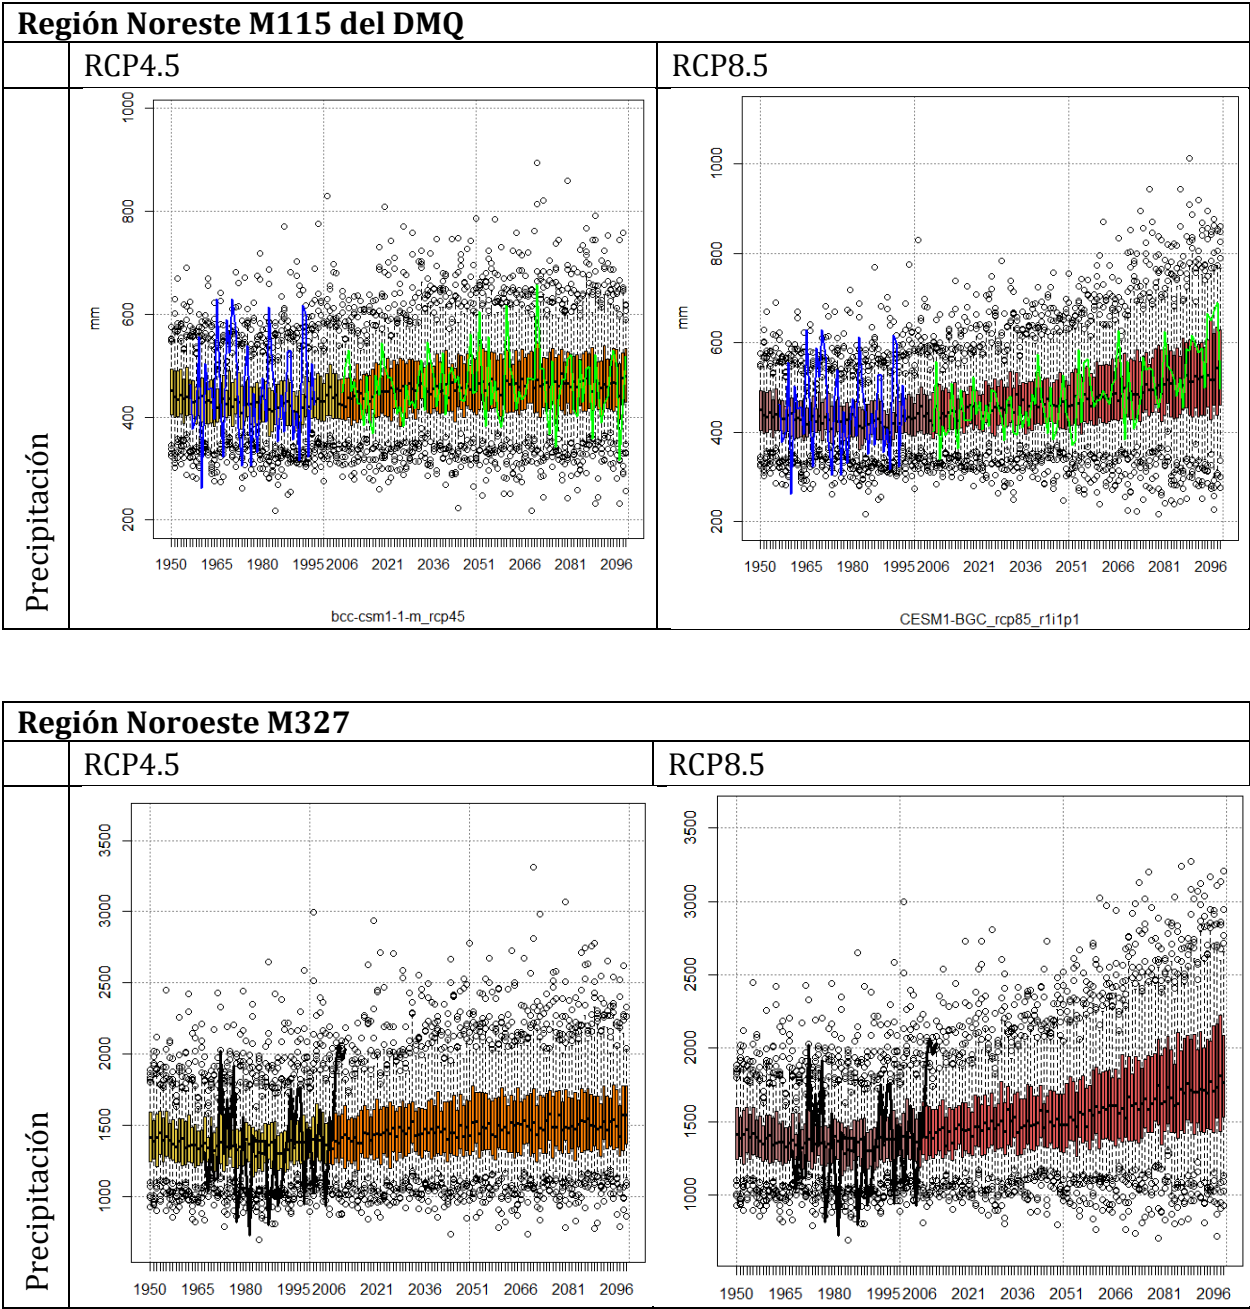 Región Noreste M115 del DMQ
RCP4.5 RCP8.5
Precipitación
1000
800
600
400
200
mm
1950 1965 1980 1995 2006 2021 2036 2051 2066 2081 2096
bcc-csm1-1-m_rcp45
1000
800
600
400
200
mm
1950 1965 1980 1995 2006 2021 2036 2051 2066 2081 2096
CESM1-BGC_rcp85_r1i1p1
Región Noroeste M327
RCP4.5 RCP8.5
Precipitación
3500
3000
2500
2000
1500
1000
1950 1965 1980 1995 2006 2021 2036 2051 2066 2081 2096
3500
3000
2500
2000
1500
1000
1950 1965 1980 1995 2006 2021 2036 2051 2066 2081 2096